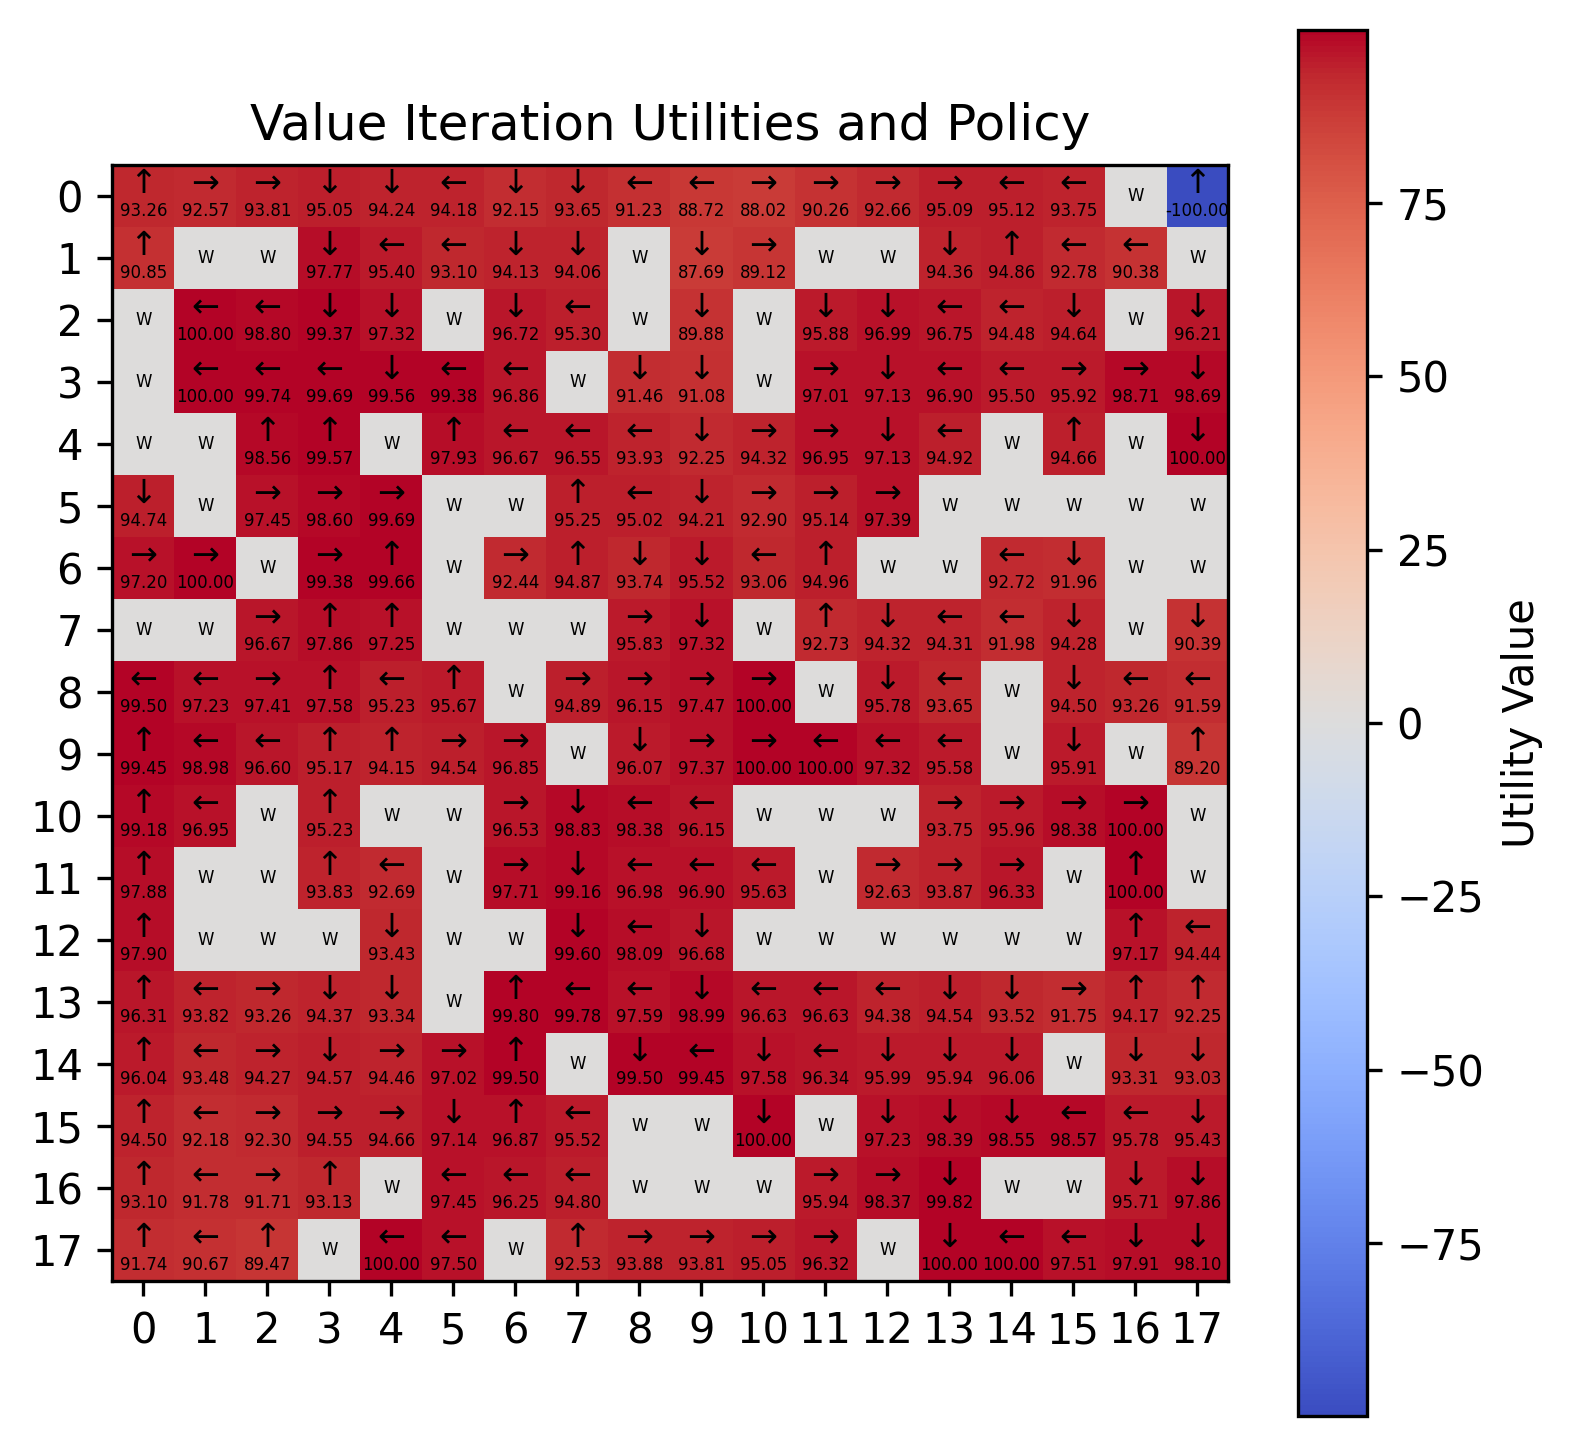 Value Iteration Utilities and Policy
0 ↑ → → ↓ ↓ ← ↓ ↓ ← ← → → → → ← ← W ↑
93.26 92.57 93.81 95.05 94.24 94.18 92.15 93.65 91.23 88.72 88.02 90.26 92.66 95.09 95.12 93.75 -100.00
1 ↑ W W ↓ ← ← ↓ ↓ W ↓ → W W ↓ ↑ ← ← W
90.85 97.77 95.40 93.10 94.13 94.06 87.69 89.12 94.36 94.86 92.78 90.38
2 W ← ← ↓ ↓ W ↓ ← W ↓ W ↓ ↓ ← ← ↓ W ↓
100.00 98.80 99.37 97.32 96.72 95.30 89.88 95.88 96.99 96.75 94.48 94.64 96.21
3 W ← ← ← ↓ ← ← W ↓ ↓ W → ↓ ← ← → → ↓
100.00 99.74 99.69 99.56 99.38 96.86 91.46 91.08 97.01 97.13 96.90 95.50 95.92 98.71 98.69
4 W W ↑ ↑ W ↑ ← ← ← ↓ → → ↓ ← W ↑ W ↓
98.56 99.57 97.93 96.67 96.55 93.93 92.25 94.32 96.95 97.13 94.92 94.66 100.00
5 ↓ W → → → W W ↑ ← ↓ → → → W W W W W
94.74 97.45 98.60 99.69 95.25 95.02 94.21 92.90 95.14 97.39
6 → → W → ↑ W → ↑ ↓ ↓ ← ↑ W W ← ↓ W W
97.20 100.00 99.38 99.66 92.44 94.87 93.74 95.52 93.06 94.96 92.72 91.96
7 W W → ↑ ↑ W W W → ↓ W ↑ ↓ ← ← ↓ W ↓
96.67 97.86 97.25 95.83 97.32 92.73 94.32 94.31 91.98 94.28 90.39
8 ← ← → ↑ ← ↑ W → → → → W ↓ ← W ↓ ← ←
99.50 97.23 97.41 97.58 95.23 95.67 94.89 96.15 97.47 100.00 95.78 93.65 94.50 93.26 91.59
9 ↑ ← ← ↑ ↑ → → W ↓ → → ← ← ← W ↓ W ↑
99.45 98.98 96.60 95.17 94.15 94.54 96.85 96.07 97.37 100.00 100.00 97.32 95.58 95.91 89.20
10 ↑ ← W ↑ W W → ↓ ← ← W W W → → → → W
99.18 96.95 95.23 96.53 98.83 98.38 96.15 93.75 95.96 98.38 100.00
11 ↑ W W ↑ ← W → ↓ ← ← ← W → → → W ↑ W
97.88 93.83 92.69 97.71 99.16 96.98 96.90 95.63 92.63 93.87 96.33 100.00
12 ↑ W W W ↓ W W ↓ ← ↓ W W W W W W ↑ ←
97.90 93.43 99.60 98.09 96.68 97.17 94.44
13 ↑ ← → ↓ ↓ W ↑ ← ← ↓ ← ← ← ↓ ↓ → ↑ ↑
96.31 93.82 93.26 94.37 93.34 99.80 99.78 97.59 98.99 96.63 96.63 94.38 94.54 93.52 91.75 94.17 92.25
14 ↑ ← → ↓ → → ↑ W ↓ ← ↓ ← ↓ ↓ ↓ W ↓ ↓
96.04 93.48 94.27 94.57 94.46 97.02 99.50 99.50 99.45 97.58 96.34 95.99 95.94 96.06 93.31 93.03
15 ↑ ← → → → ↓ ↑ ← W W ↓ W ↓ ↓ ↓ ← ← ↓
94.50 92.18 92.30 94.55 94.66 97.14 96.87 95.52 100.00 97.23 98.39 98.55 98.57 95.78 95.43
16 ↑ ← → ↑ W ← ← ← W W W → → ↓ W W ↓ ↓
93.10 91.78 91.71 93.13 97.45 96.25 94.80 95.94 98.37 99.82 95.71 97.86
17 ↑ ← ↑ W ← ← W ↑ → → → → W ↓ ← ← ↓ ↓
91.74 90.67 89.47 100.00 97.50 92.53 93.88 93.81 95.05 96.32 100.00 100.00 97.51 97.91 98.10
0 1 2 3 4 5 6 7 8 9 10 11 12 13 14 15 16 17
75
50
25
0
−25
−50
−75
Utility Value